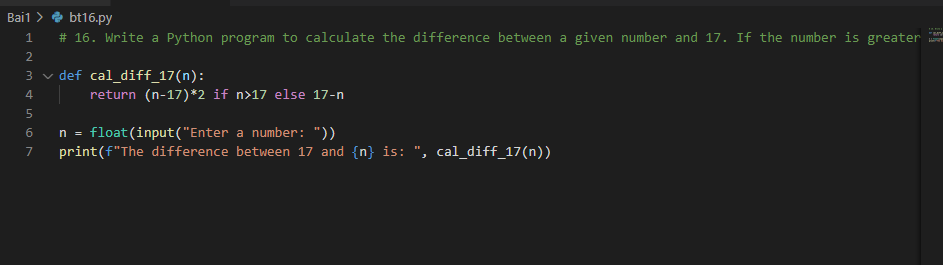 Bai1 > bt16.py
1 # 16. Write a Python program to calculate the difference between a given number and 17. If the number is greater
2
3 def cal_diff_17(n):
4     return (n-17)*2 if n>17 else 17-n
5
6 n = float(input("Enter a number: "))
7 print(f"The difference between 17 and {n} is: ", cal_diff_17(n))